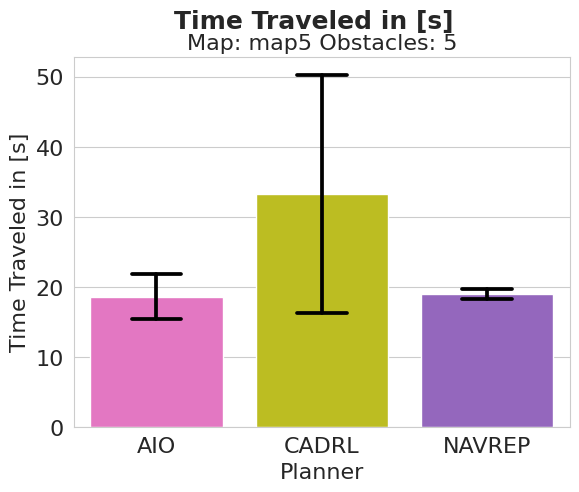 Time Traveled in [s]
Map: map5 Obstacles: 5
Time Traveled in [s]
50
40
30
20
10
0
AIO CADRL NAVREP
Planner